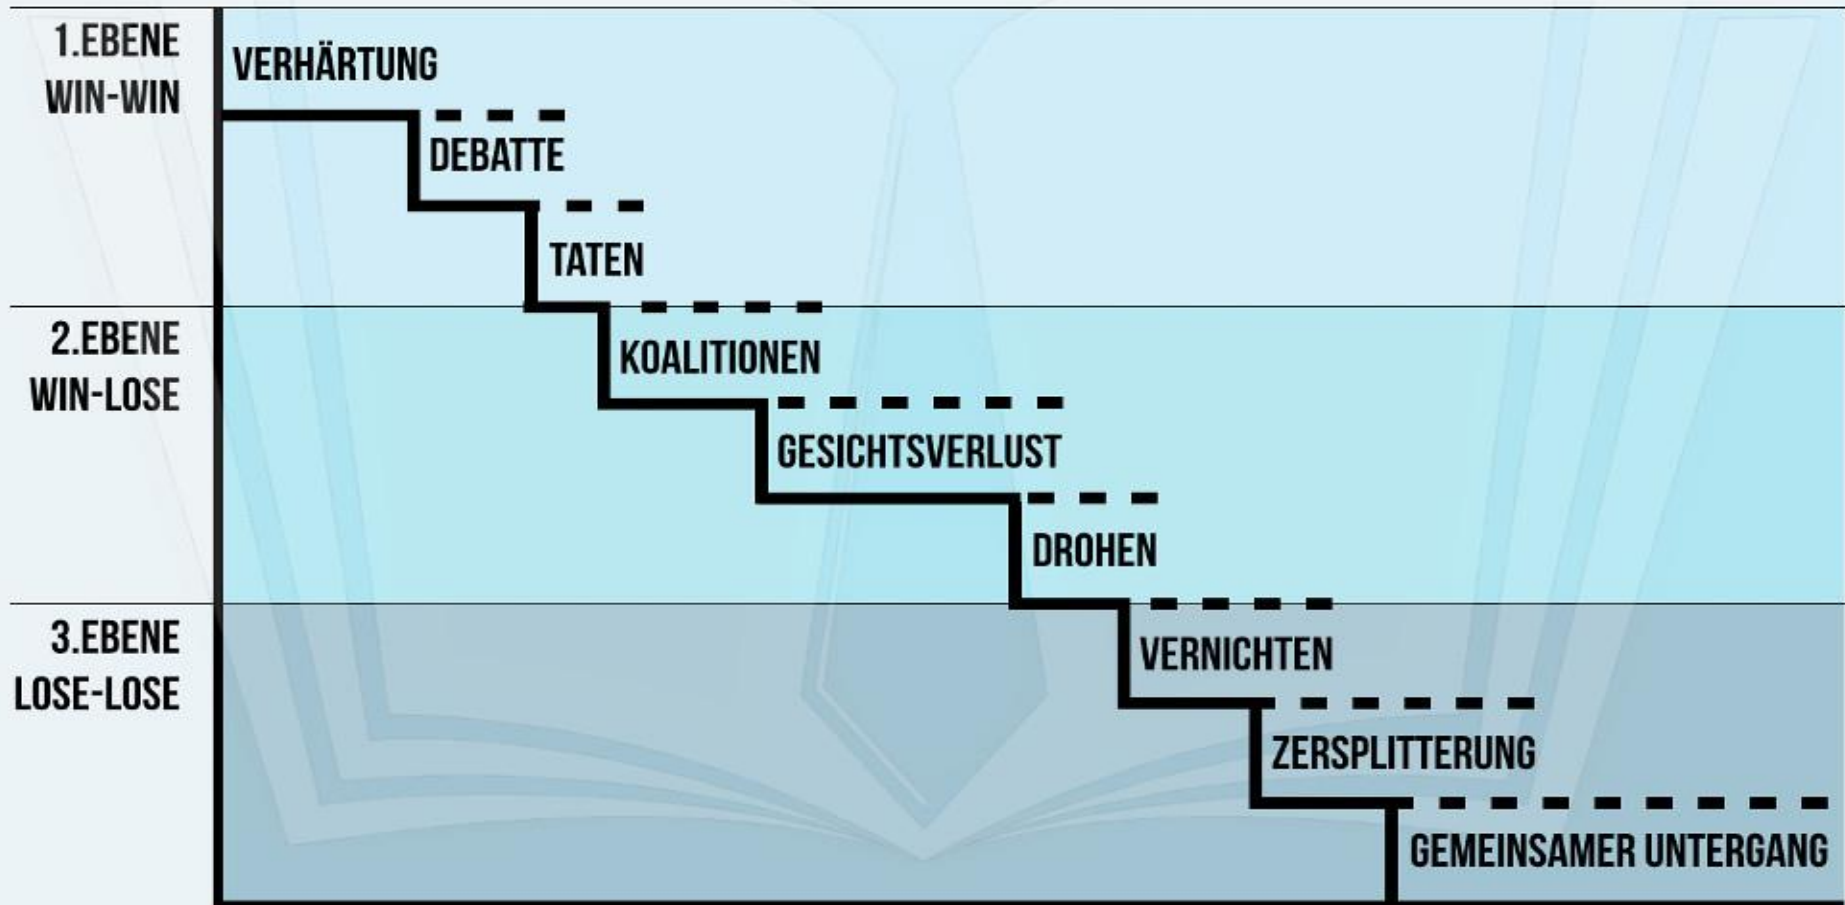 1.EBENE
WIN-WIN
VERHÄRTUNG
DEBATTE
TATEN
2.EBENE
WIN-LOSE
KOALITIONEN
GESICHTSVERLUST
DROHEN
3.EBENE
LOSE-LOSE
VERNICHTEN
ZERSPLITTERUNG
GEMEINSAMER UNTERGANG